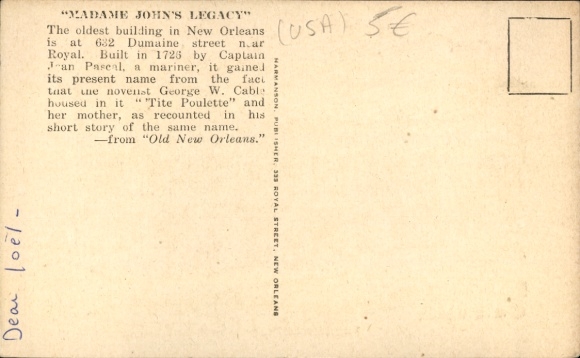 "MADAME JOHN'S LEGACY"
The oldest building in New Orleans
is at 632 Dumaine street near
Royal. Built in 1726 by Captain
Jean Pascal, a mariner, it gained
its present name from the fact
that the novelist George W. Cable
housed in it "'Tite Poulette" and
her mother, as recounted in his
short story of the same name.
—from "Old New Orleans."
(USA) 5€
HARMANSON, PUBLISHER, 333 ROYAL STREET, NEW ORLEANS
Dear Loël-